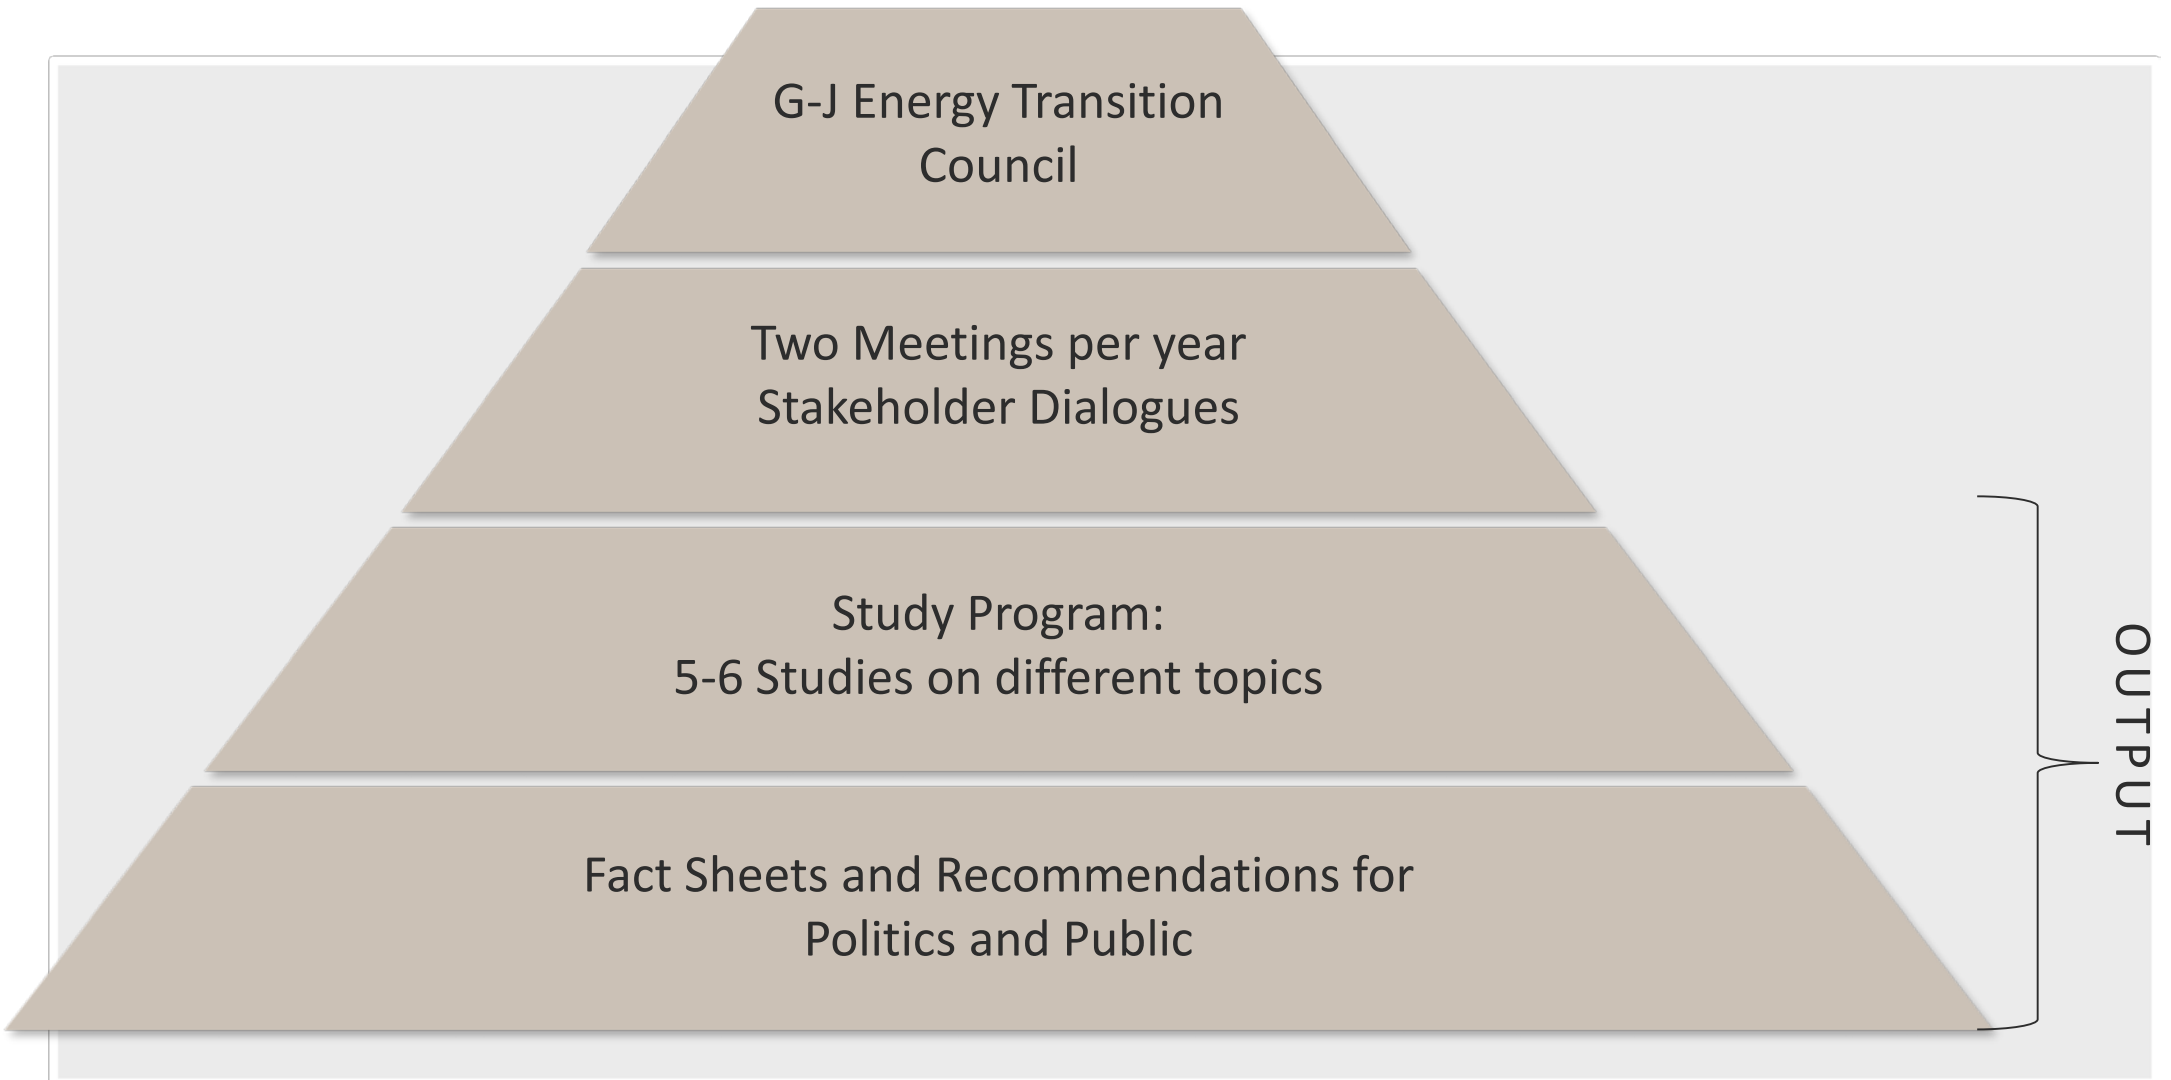 G-J Energy Transition
Council
Two Meetings per year
Stakeholder Dialogues
Study Program:
5-6 Studies on different topics
Fact Sheets and Recommendations for
Politics and Public
OUTPUT